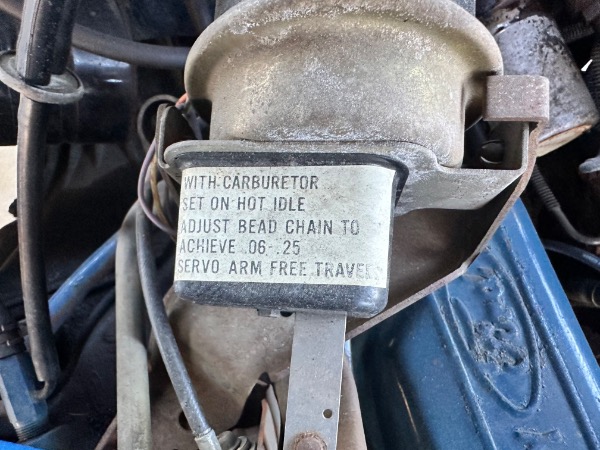 WITH CARBURETOR
SET ON HOT IDLE
ADJUST BEAD CHAIN TO
ACHIEVE .06-.25
SERVO ARM FREE TRAVEL